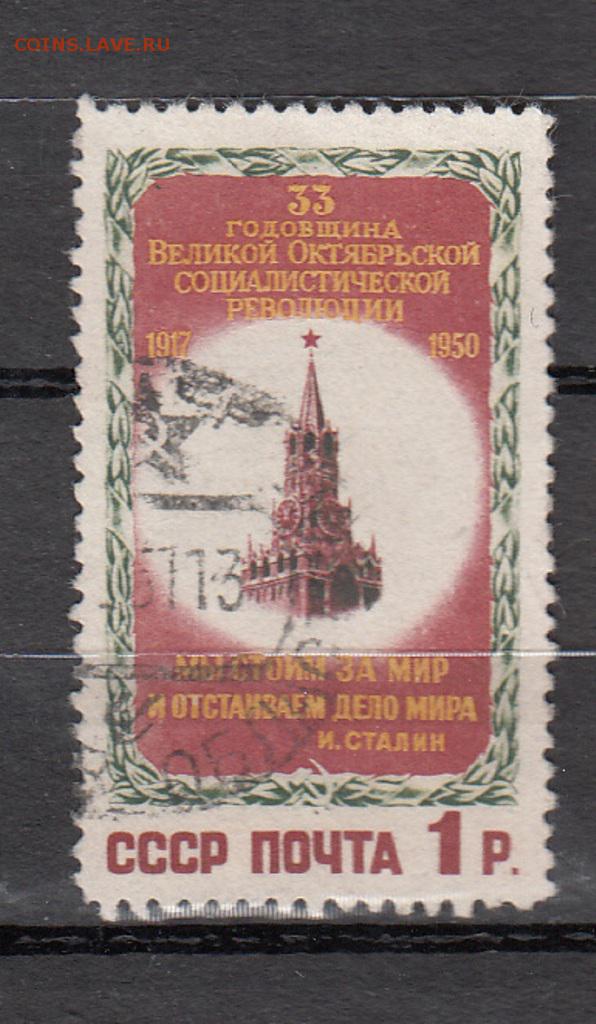 COINS.LAVE.RU
33
ГОДОВЩИНА
ВЕЛИКОЙ ОКТЯБРЬСКОЙ
СОЦИАЛИСТИЧЕСКОЙ
РЕВОЛЮЦИИ
1917 1950
МЫ СТОИМ ЗА МИР
И ОТСТАИВАЕМ ДЕЛО МИРА
И. СТАЛИН
СССР ПОЧТА 1 Р.